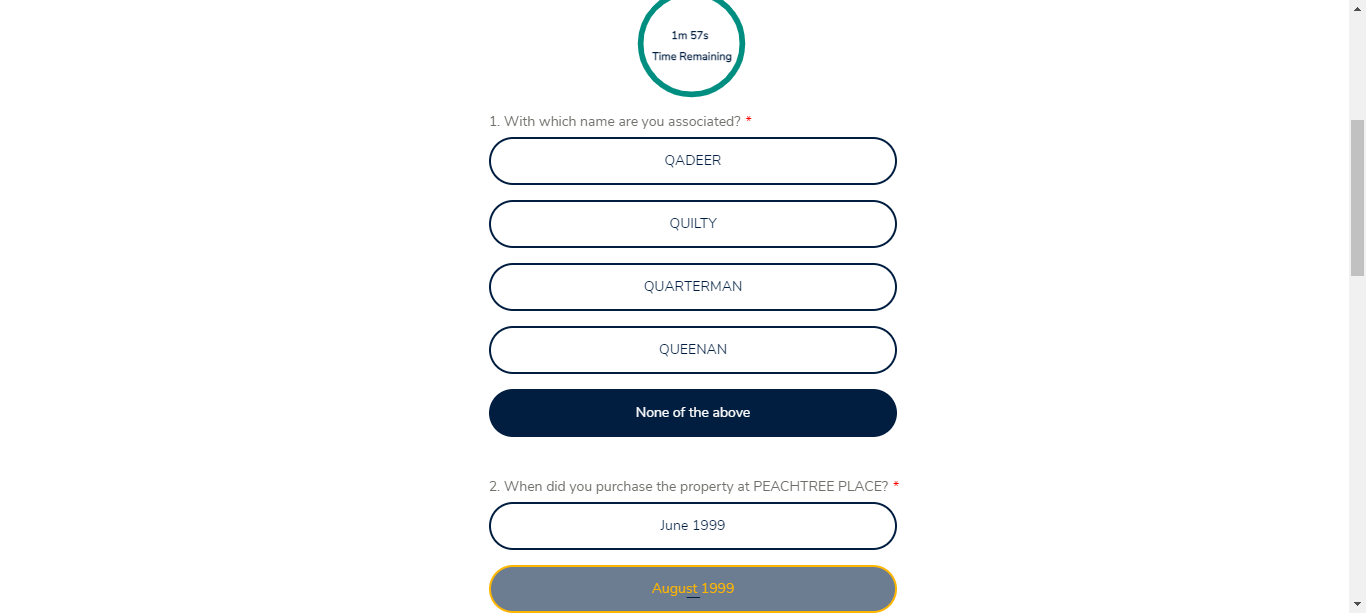 1m 57s
Time Remaining
1. With which name are you associated? *
QADEER
QUILTY
QUARTERMAN
QUEENAN
None of the above
2. When did you purchase the property at PEACHTREE PLACE? *
June 1999
August 1999